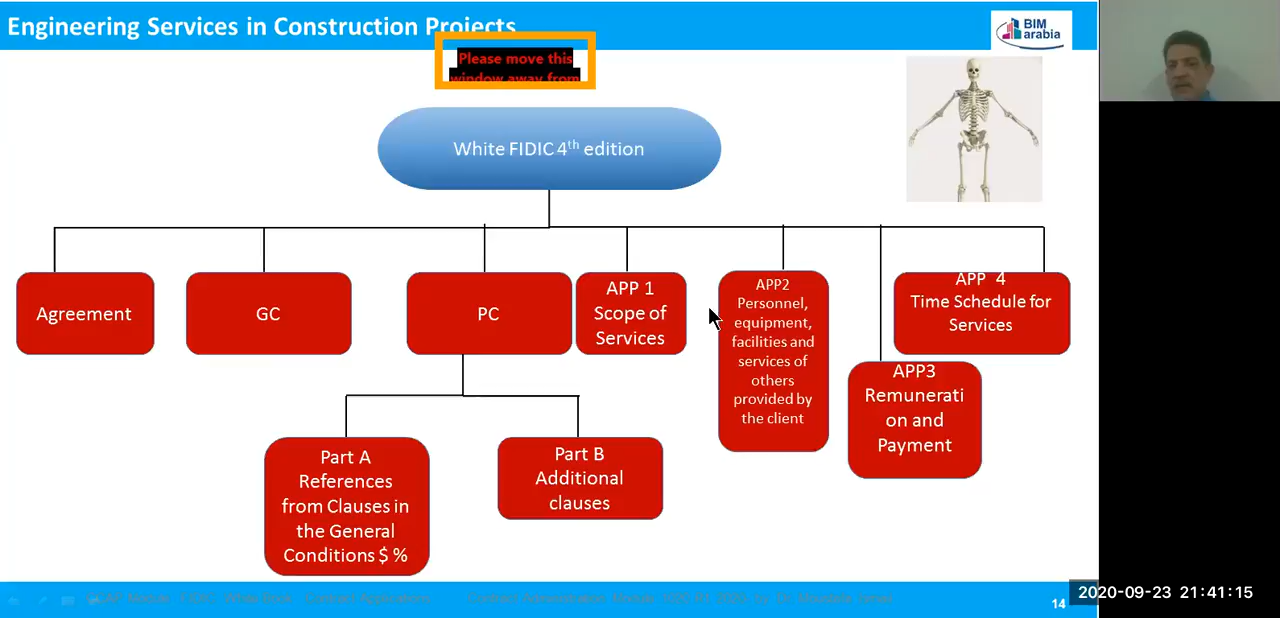 Engineering Services in Construction Projects
BIM
arabia
Please move this
window away from
White FIDIC 4th edition
Agreement
GC
PC
APP 1
Scope of
Services
APP2
Personnel,
equipment,
facilities and
services of
others
provided by
the client
APP 4
Time Schedule for
Services
APP3
Remunerati
on and
Payment
Part A
References
from Clauses in
the General
Conditions $ %
Part B
Additional
clauses
14
2020-09-23 21:41:15